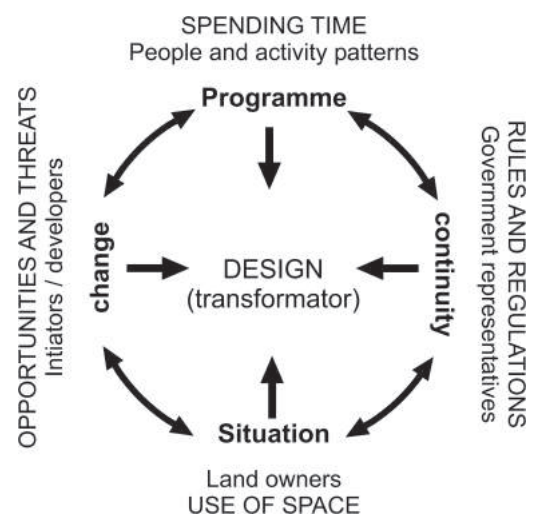 SPENDING TIME
People and activity patterns
Programme
OPPORTUNITIES AND THREATS
Intiators / developers
change
DESIGN
(transformator)
continuity
RULES AND REGULATIONS
Government representatives
Situation
Land owners
USE OF SPACE